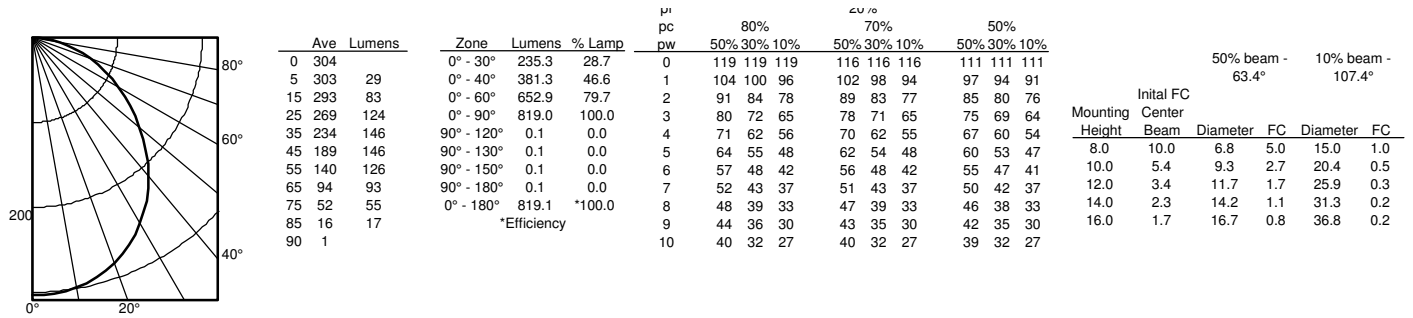 80°
60°
40°
200
0° 20°
Ave Lumens
0 304
5 303 29
15 293 83
25 269 124
35 234 146
45 189 146
55 140 126
65 94 93
75 52 55
85 16 17
90 1
Zone Lumens % Lamp
0° - 30° 235.3 28.7
0° - 40° 381.3 46.6
0° - 60° 652.9 79.7
0° - 90° 819.0 100.0
90° - 120° 0.1 0.0
90° - 130° 0.1 0.0
90° - 150° 0.1 0.0
90° - 180° 0.1 0.0
0° - 180° 819.1 *100.0
*Efficiency
20%
pc 80% 70% 50%
pw 50% 30% 10% 50% 30% 10% 50% 30% 10%
0 119 119 119 116 116 116 111 111 111
1 104 100 96 102 98 94 97 94 91
2 91 84 78 89 83 77 85 80 76
3 80 72 65 78 71 65 75 69 64
4 71 62 56 70 62 55 67 60 54
5 64 55 48 62 54 48 60 53 47
6 57 48 42 56 48 42 55 47 41
7 52 43 37 51 43 37 50 42 37
8 48 39 33 47 39 33 46 38 33
9 44 36 30 43 35 30 42 35 30
10 40 32 27 40 32 27 39 32 27
50% beam - 10% beam -
63.4° 107.4°
Inital FC
Mounting Center
Height Beam Diameter FC Diameter FC
8.0 10.0 6.8 5.0 15.0 1.0
10.0 5.4 9.3 2.7 20.4 0.5
12.0 3.4 11.7 1.7 25.9 0.3
14.0 2.3 14.2 1.1 31.3 0.2
16.0 1.7 16.7 0.8 36.8 0.2